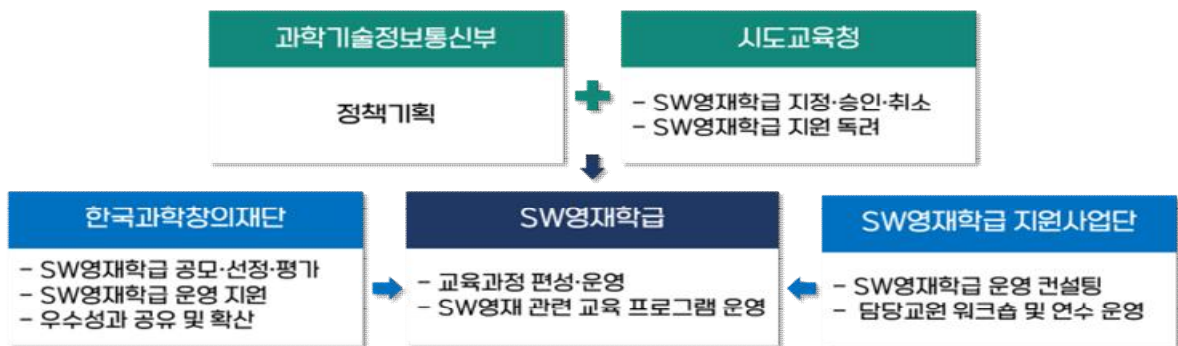 과학기술정보통신부
정책기획
시도교육청
- SW영재학급 지정·승인·취소
- SW영재학급 지원 독려
한국과학창의재단
- SW영재학급 공모·선정·평가
- SW영재학급 운영 지원
- 우수성과 공유 및 확산
SW영재학급
- 교육과정 편성·운영
- SW영재 관련 교육 프로그램 운영
SW영재학급 지원사업단
- SW영재학급 운영 컨설팅
- 담당교원 워크숍 및 연수 운영